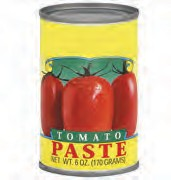 TOMATO
PASTE
NET. WT. 6 OZ. (170 GRAMS)